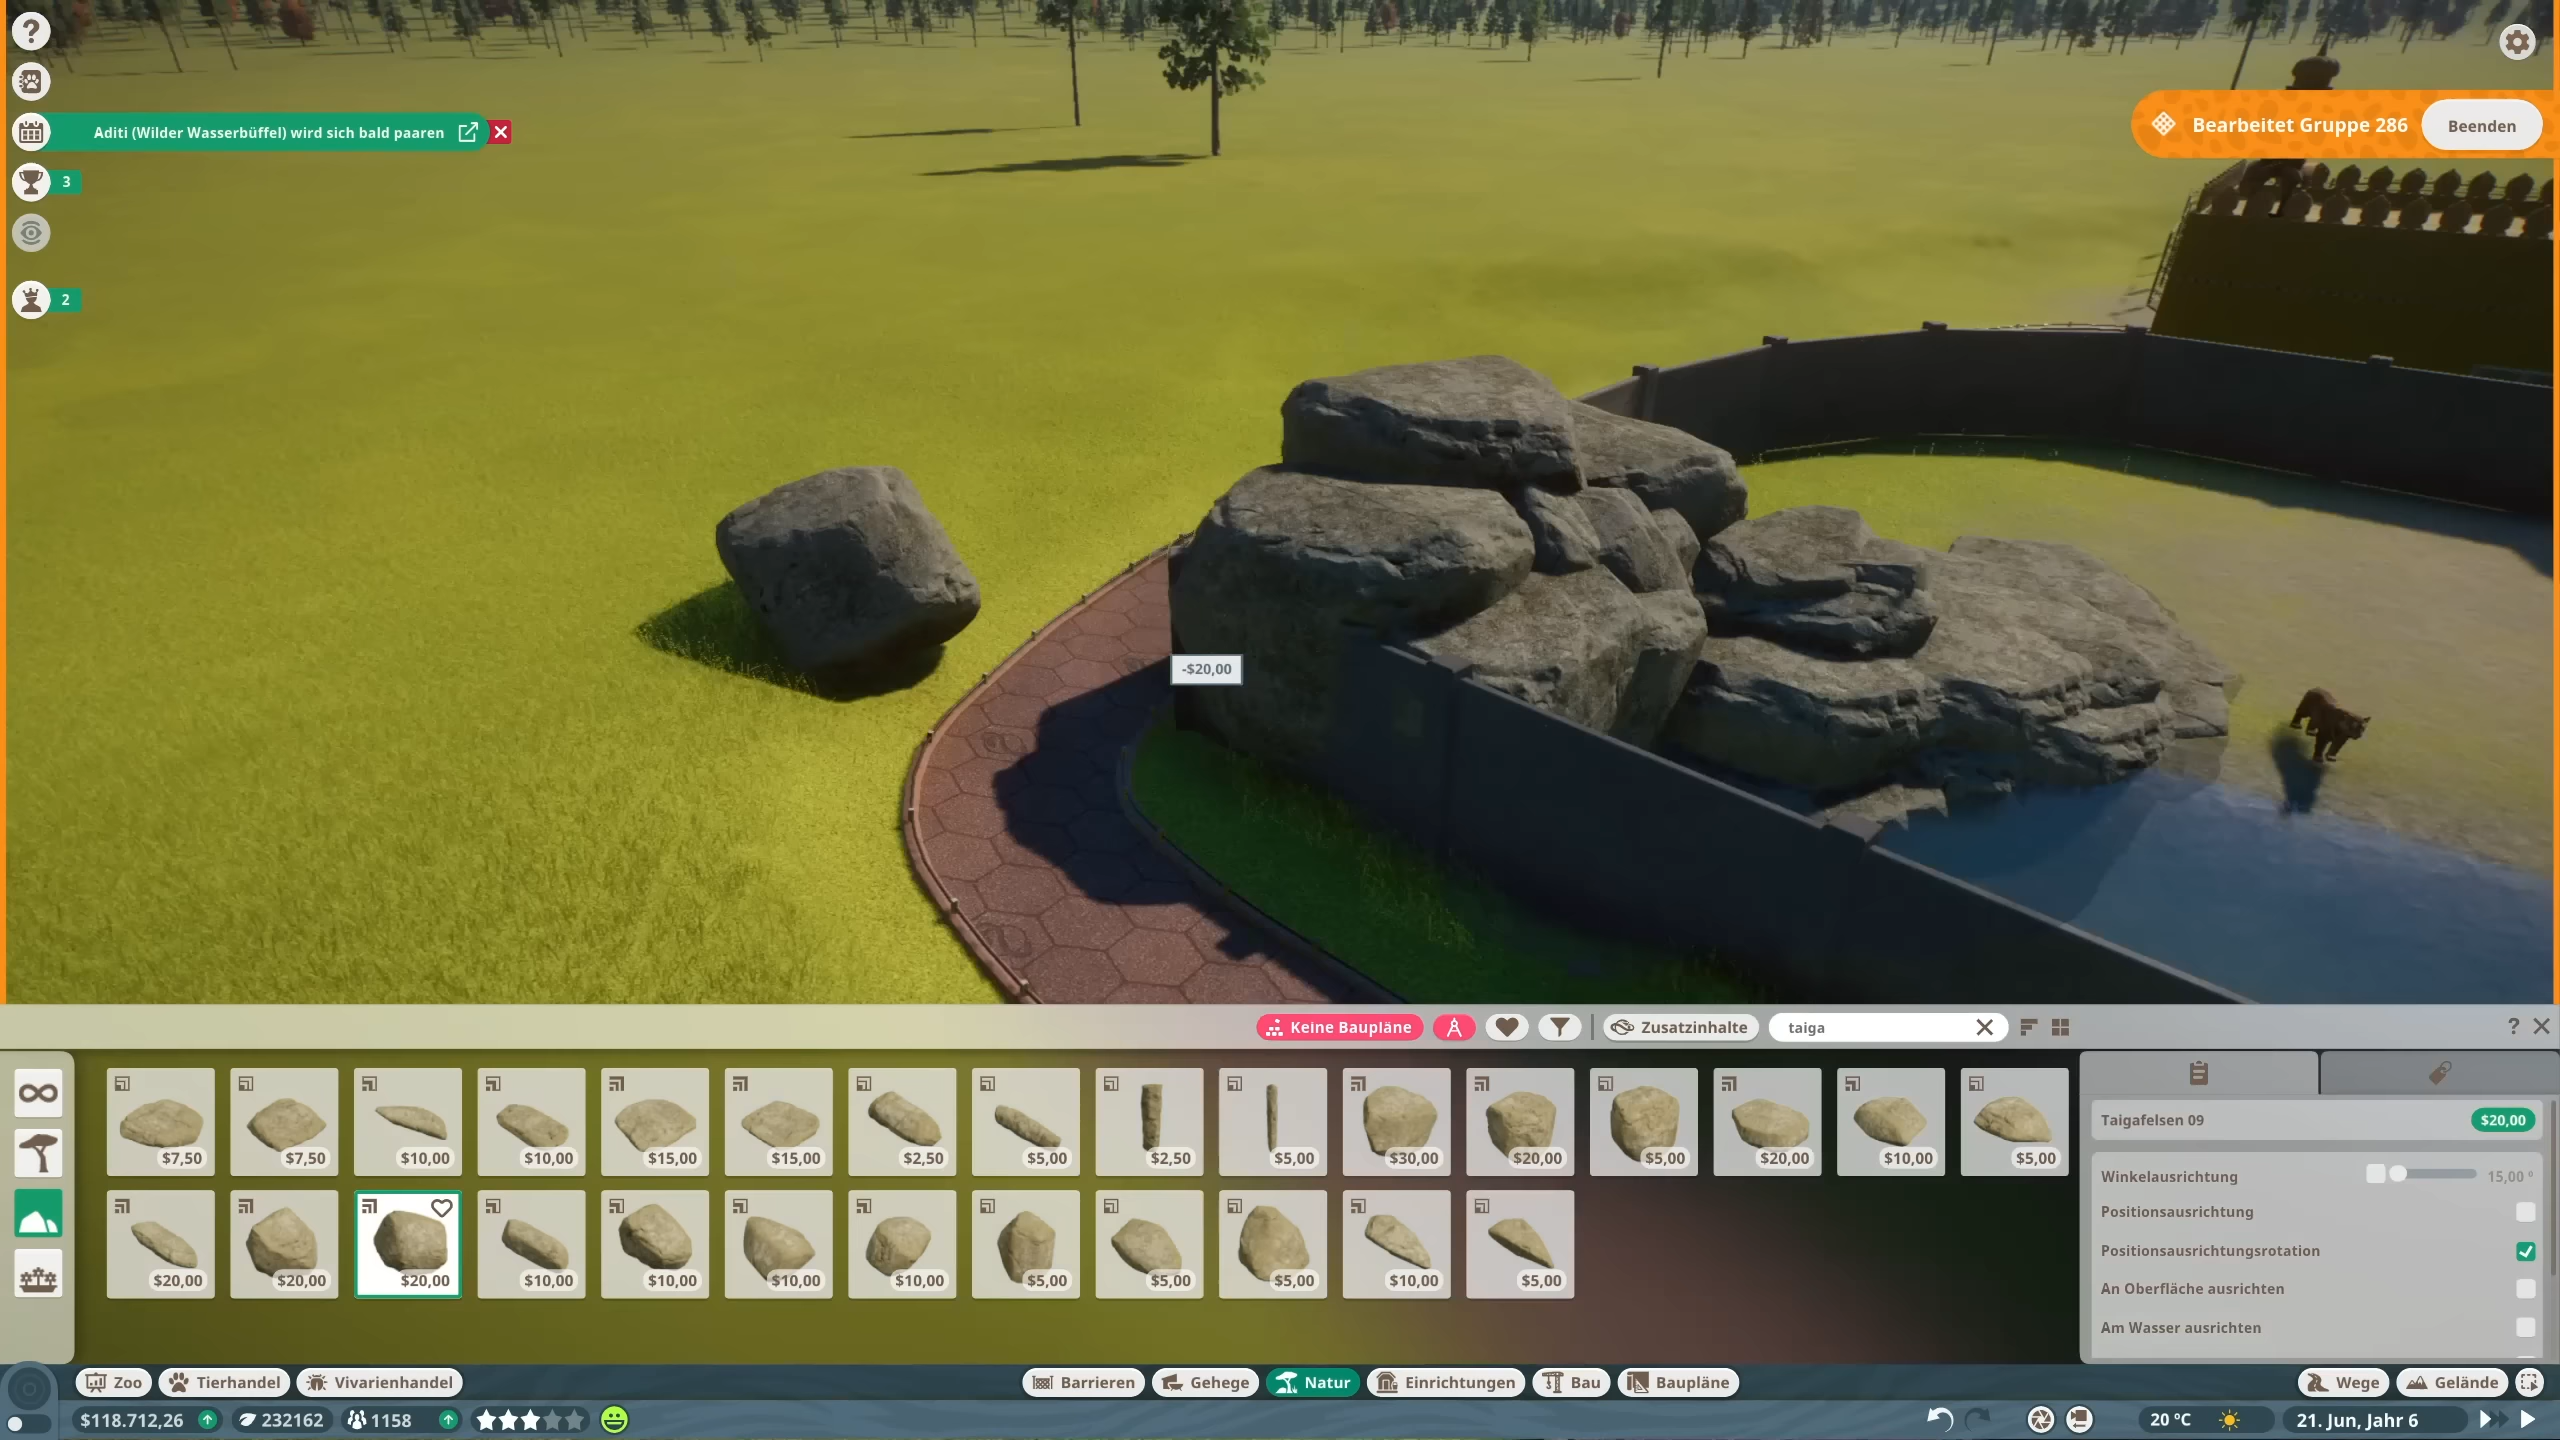 ?
Aditi (Wilder Wasserbüffel) wird sich bald paaren
3
2
Bearbeitet Gruppe 286
Beenden
-$20,00
Keine Baupläne
Zusatzinhalte
taiga
?
$7,50
$7,50
$10,00
$10,00
$15,00
$15,00
$2,50
$5,00
$2,50
$5,00
$30,00
$20,00
$5,00
$20,00
$10,00
$5,00
$20,00
$20,00
$20,00
$10,00
$10,00
$10,00
$10,00
$5,00
$5,00
$5,00
$10,00
$5,00
Taigafelsen 09
$20,00
Winkelausrichtung
15,00 °
Positionsausrichtung
Positionsausrichtungsrotation
An Oberfläche ausrichten
Am Wasser ausrichten
Zoo
Tierhandel
Vivarienhandel
Barrieren
Gehege
Natur
Einrichtungen
Bau
Baupläne
Wege
Gelände
$118.712,26
232162
1158
20 °C
21. Jun, Jahr 6